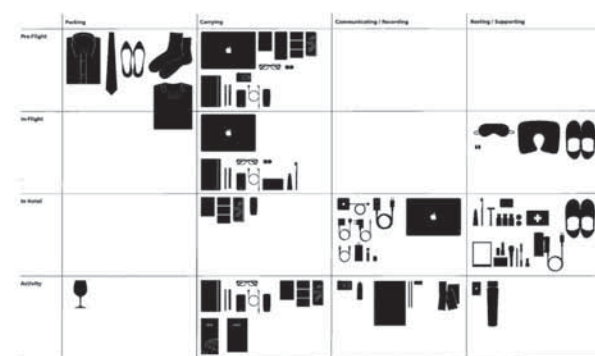 Packing
Carrying
Communicating / Recording
Resting / Supporting
Pre-Flight
In-Flight
In Hotel
Activity